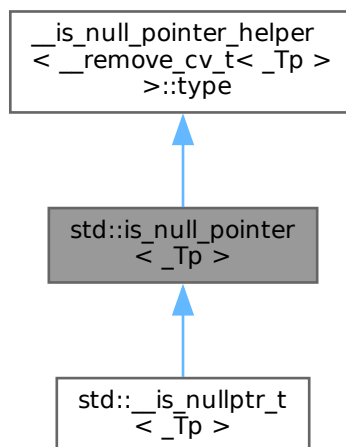 __is_null_pointer_helper
< __remove_cv_t< _Tp >
>::type
std::is_null_pointer
< _Tp >
std::__is_nullptr_t
< _Tp >